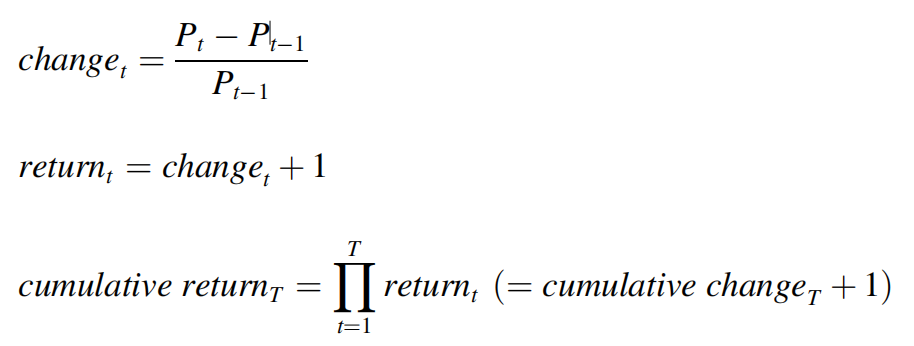 change_t = (P_t − P_{t−1}) / P_{t−1}
return_t = change_t + 1
cumulative return_T = ∏_{t=1}^{T} return_t (= cumulative change_T + 1)